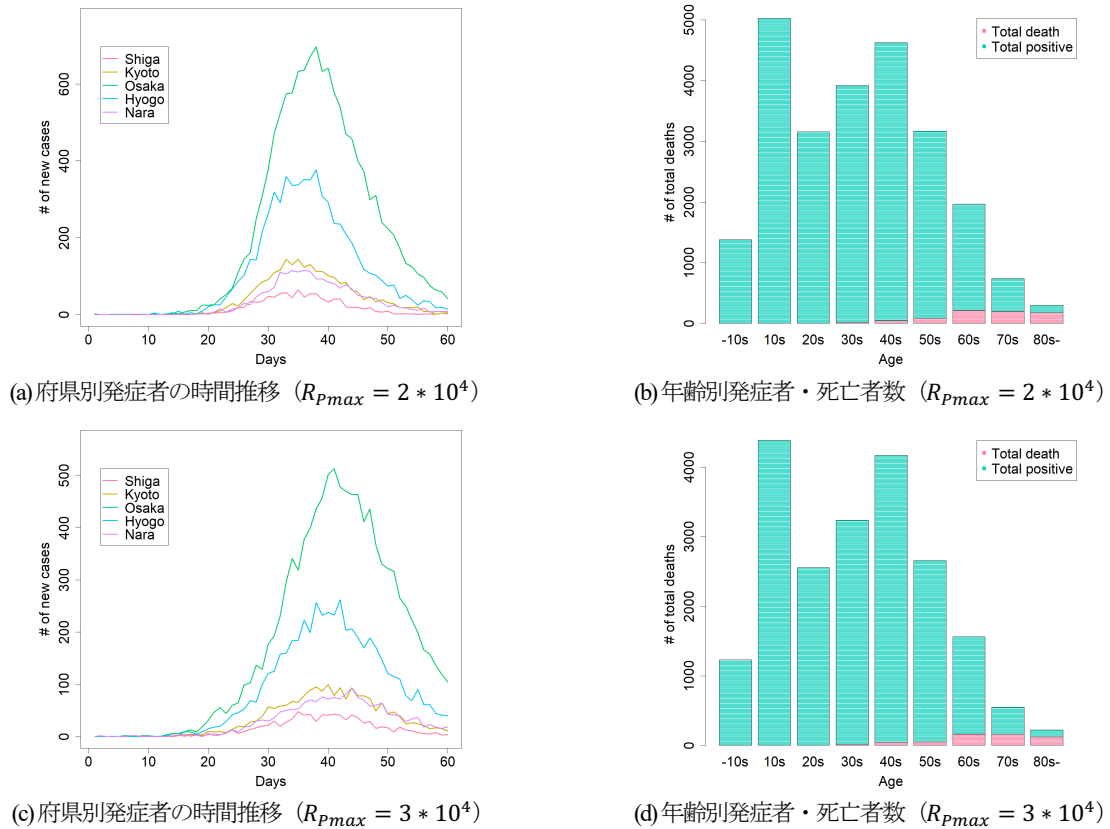 # of new cases
0
200
400
600
Shiga
Kyoto
Osaka
Hyogo
Nara
0 10 20 30 40 50 60
Days
(a)府県別発症者の時間推移（R_Pmax = 2 * 10^4）
# of total deaths
0
1000
2000
3000
4000
5000
Total death
Total positive
-10s 10s 20s 30s 40s 50s 60s 70s 80s-
Age
(b)年齢別発症者・死亡者数（R_Pmax = 2 * 10^4）
# of new cases
0
100
200
300
400
500
Shiga
Kyoto
Osaka
Hyogo
Nara
0 10 20 30 40 50 60
Days
(c)府県別発症者の時間推移（R_Pmax = 3 * 10^4）
# of total deaths
0
1000
2000
3000
4000
Total death
Total positive
-10s 10s 20s 30s 40s 50s 60s 70s 80s-
Age
(d)年齢別発症者・死亡者数（R_Pmax = 3 * 10^4）